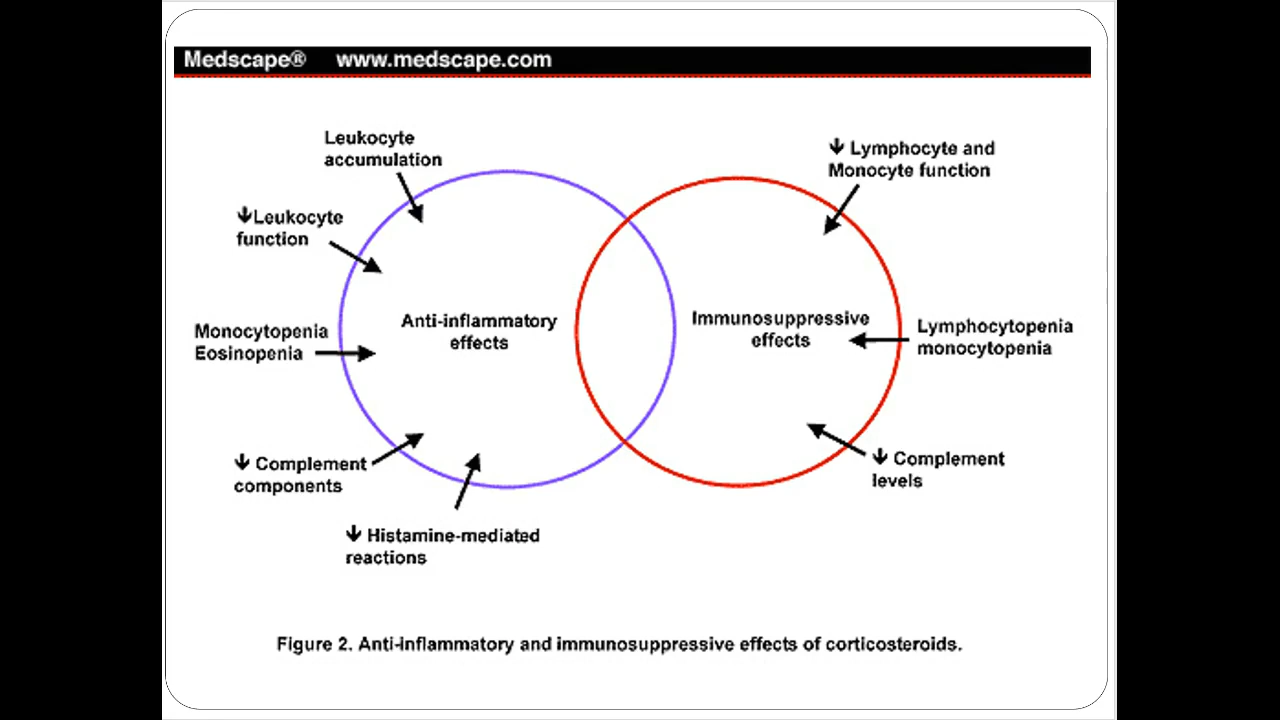 Medscape® www.medscape.com
Leukocyte
accumulation
↓Leukocyte
function
Monocytopenia
Eosinopenia
↓ Complement
components
↓ Histamine-mediated
reactions
Anti-inflammatory
effects
Immunosuppressive
effects
↓ Lymphocyte and
Monocyte function
Lymphocytopenia
monocytopenia
↓ Complement
levels
Figure 2. Anti-inflammatory and immunosuppressive effects of corticosteroids.